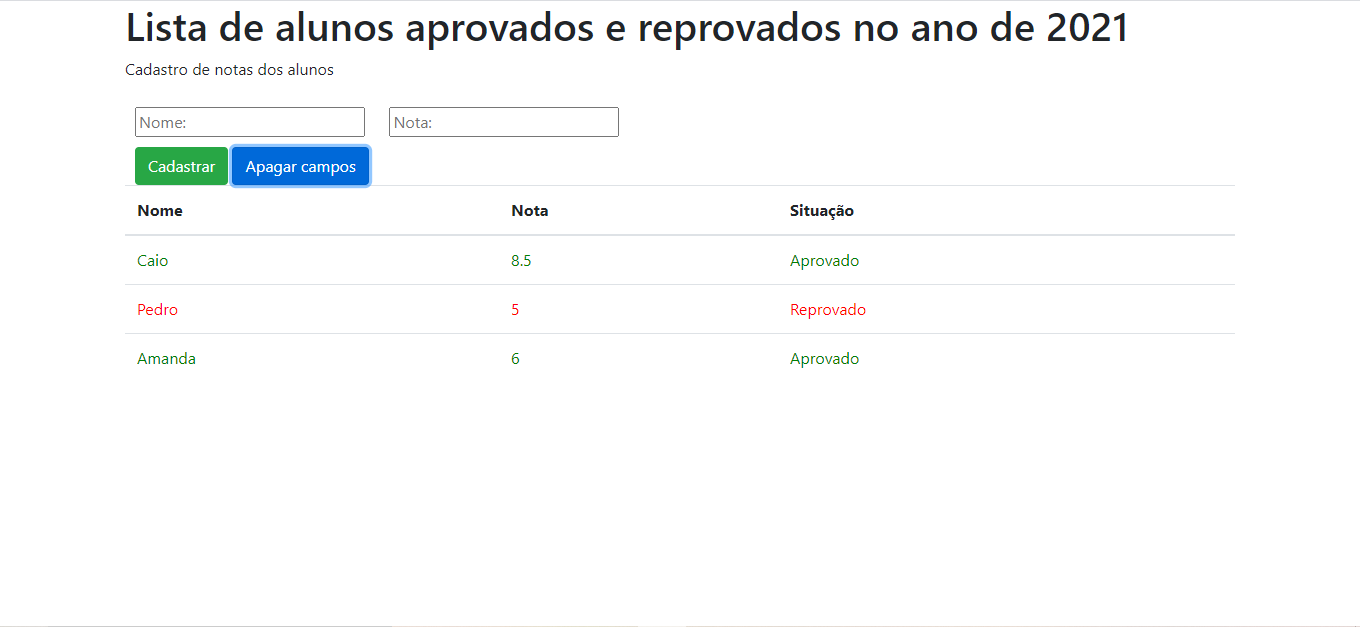 Lista de alunos aprovados e reprovados no ano de 2021
Cadastro de notas dos alunos
Nome: Nota:
Cadastrar Apagar campos
Nome Nota Situação
Caio 8.5 Aprovado
Pedro 5 Reprovado
Amanda 6 Aprovado